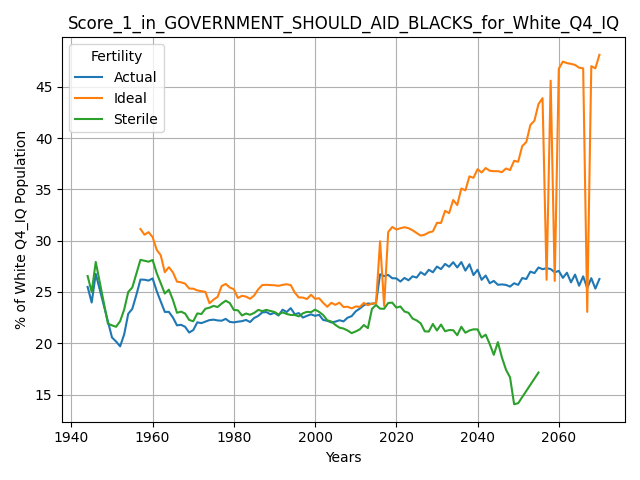 Score_1_in_GOVERNMENT_SHOULD_AID_BLACKS_for_White_Q4_IQ
Fertility
Actual
Ideal
Sterile
% of White Q4_IQ Population
45
40
35
30
25
20
15
1940
1960
1980
2000
2020
2040
2060
Years